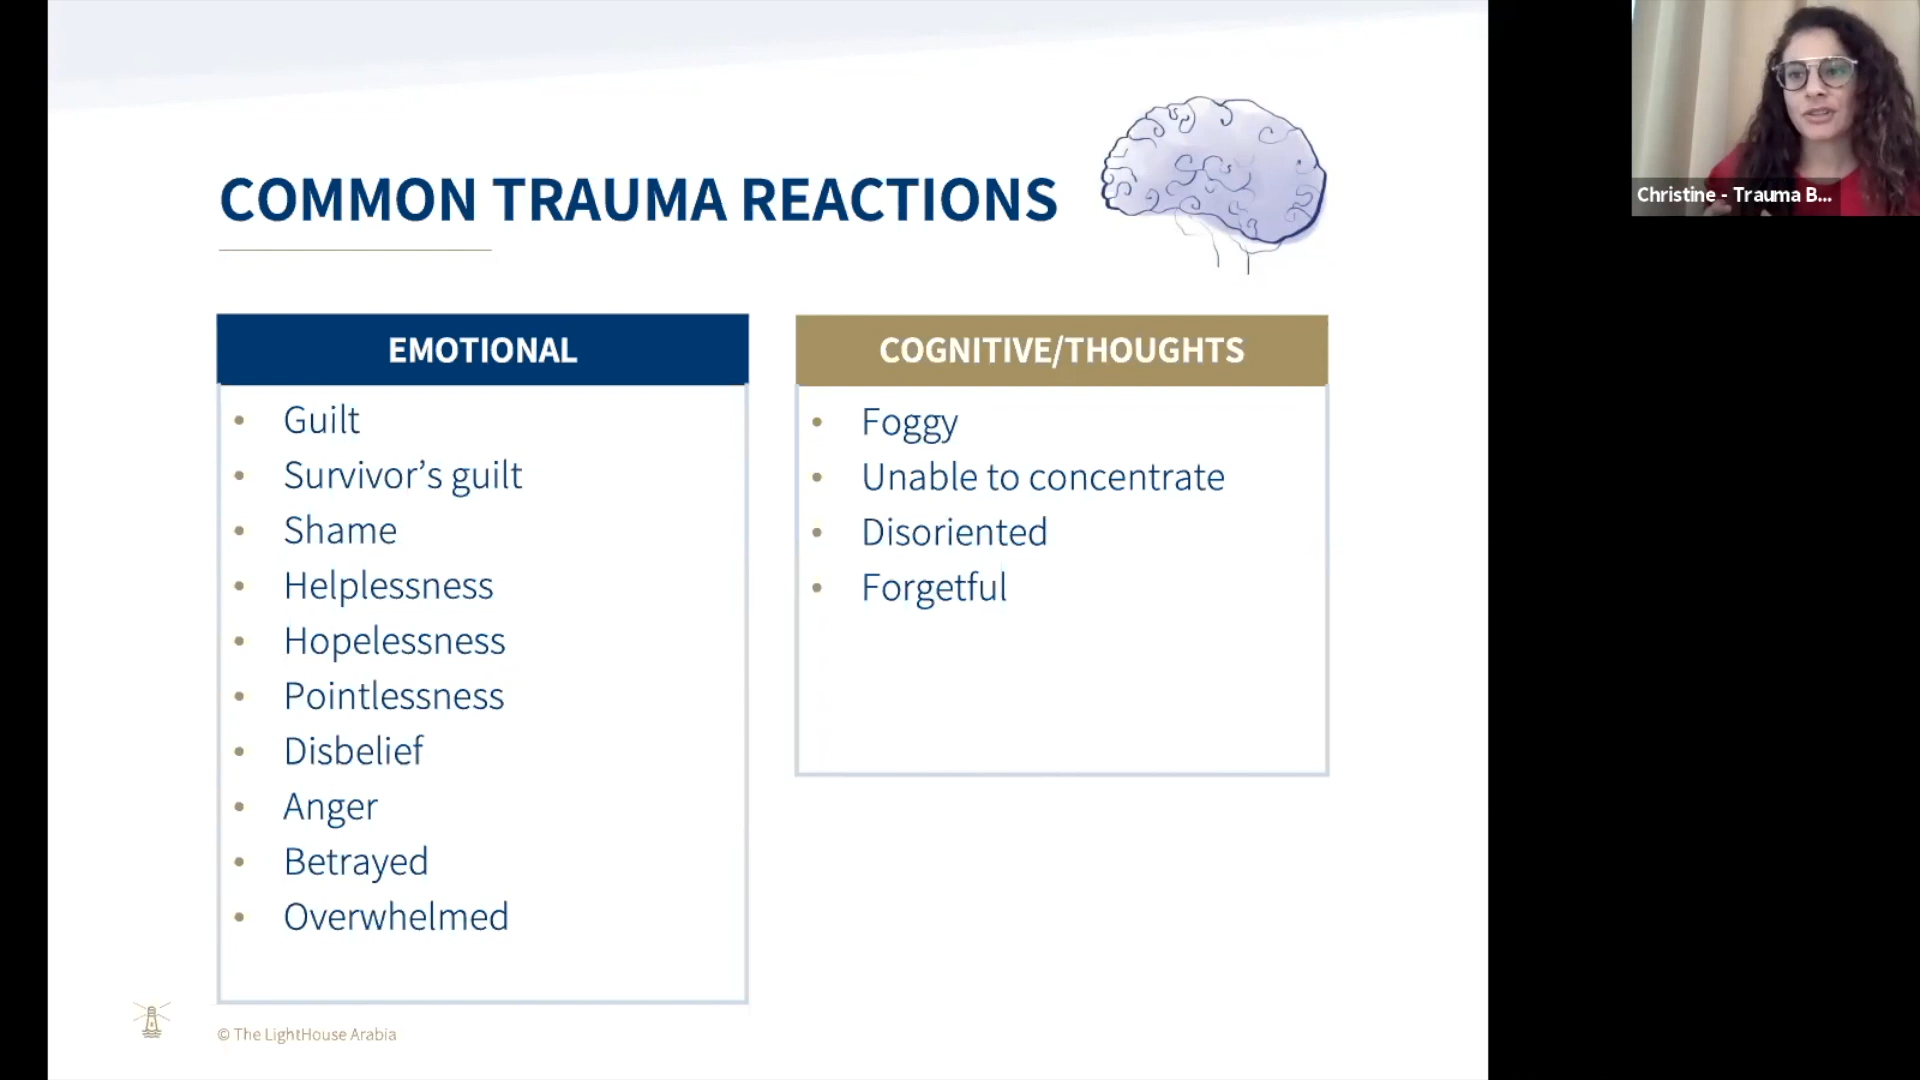 COMMON TRAUMA REACTIONS
EMOTIONAL
• Guilt
• Survivor’s guilt
• Shame
• Helplessness
• Hopelessness
• Pointlessness
• Disbelief
• Anger
• Betrayed
• Overwhelmed
COGNITIVE/THOUGHTS
• Foggy
• Unable to concentrate
• Disoriented
• Forgetful
© The LightHouse Arabia
Christine - Trauma B...